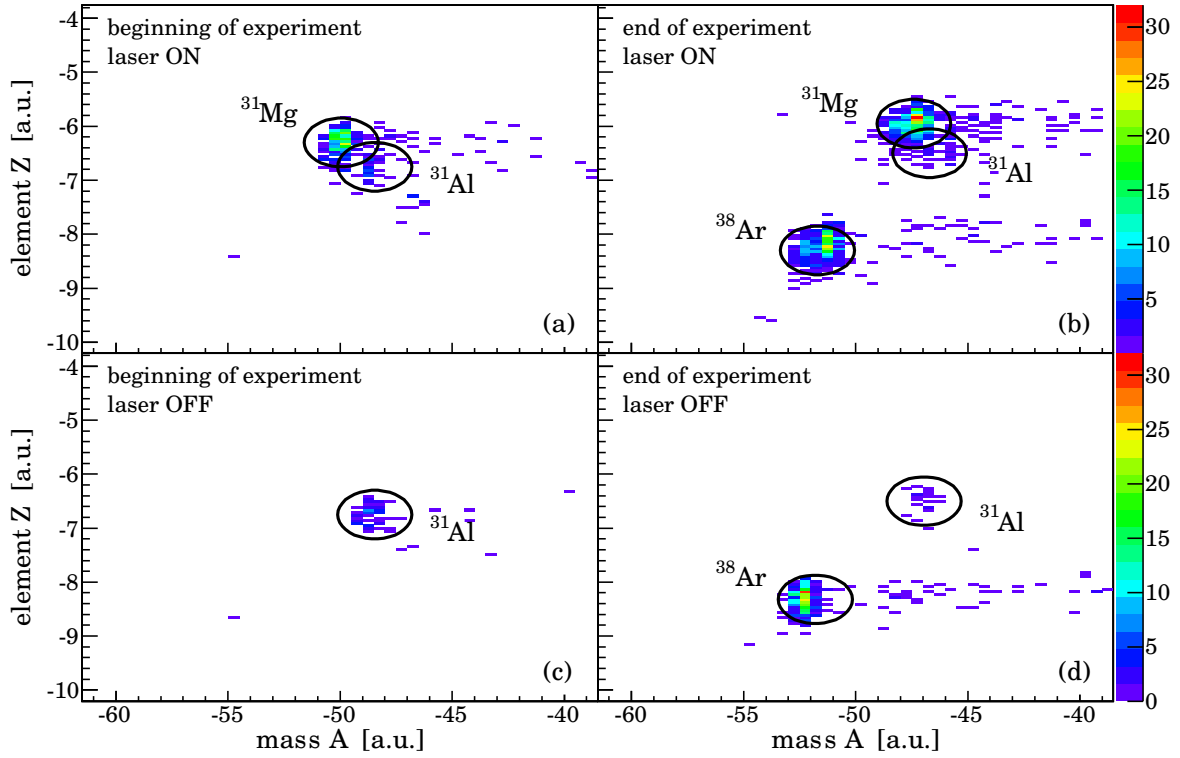 beginning of experiment
laser ON
³¹Mg
³¹Al
(a)
-4
-5
-6
-7
-8
-9
-10
element Z [a.u.]
end of experiment
laser ON
³¹Mg
³¹Al
³⁸Ar
(b)
30
25
20
15
10
5
beginning of experiment
laser OFF
³¹Al
(c)
-4
-5
-6
-7
-8
-9
-10
element Z [a.u.]
-60
-55
-50
-45
-40
mass A [a.u.]
end of experiment
laser OFF
³¹Al
³⁸Ar
(d)
-60
-55
-50
-45
-40
mass A [a.u.]
30
25
20
15
10
5
0